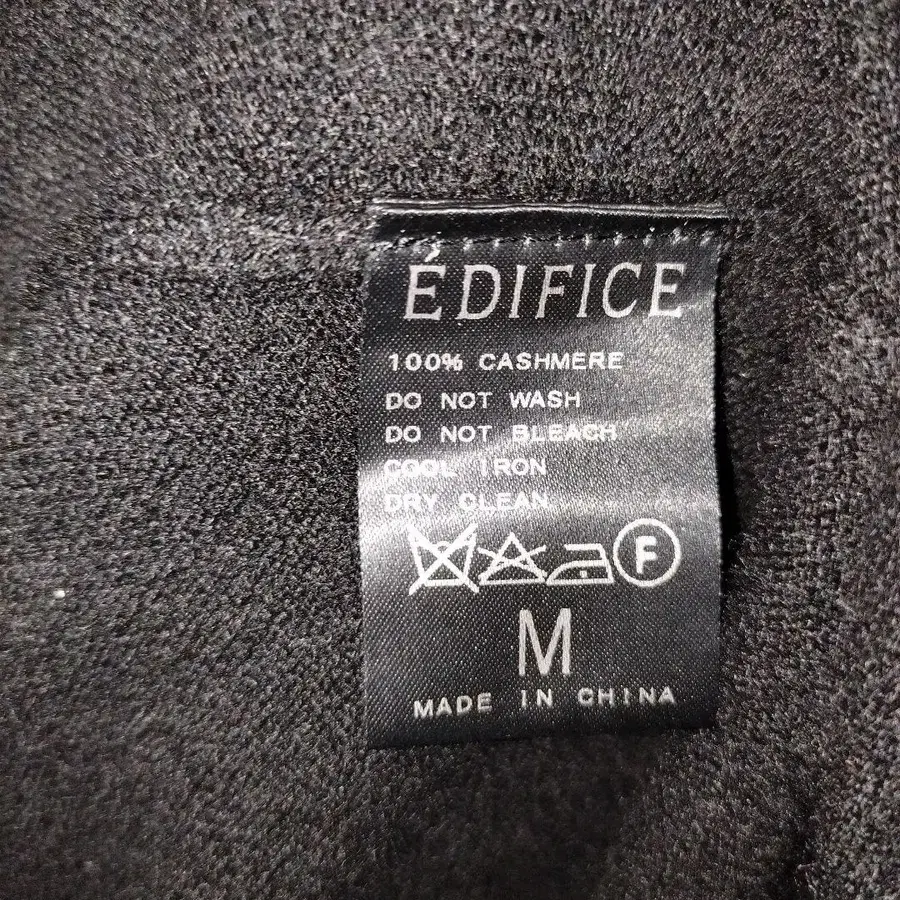 ÉDIFICE
100% CASHMERE
DO NOT WASH
DO NOT BLEACH
COOL IRON
DRY CLEAN
F
M
MADE IN CHINA